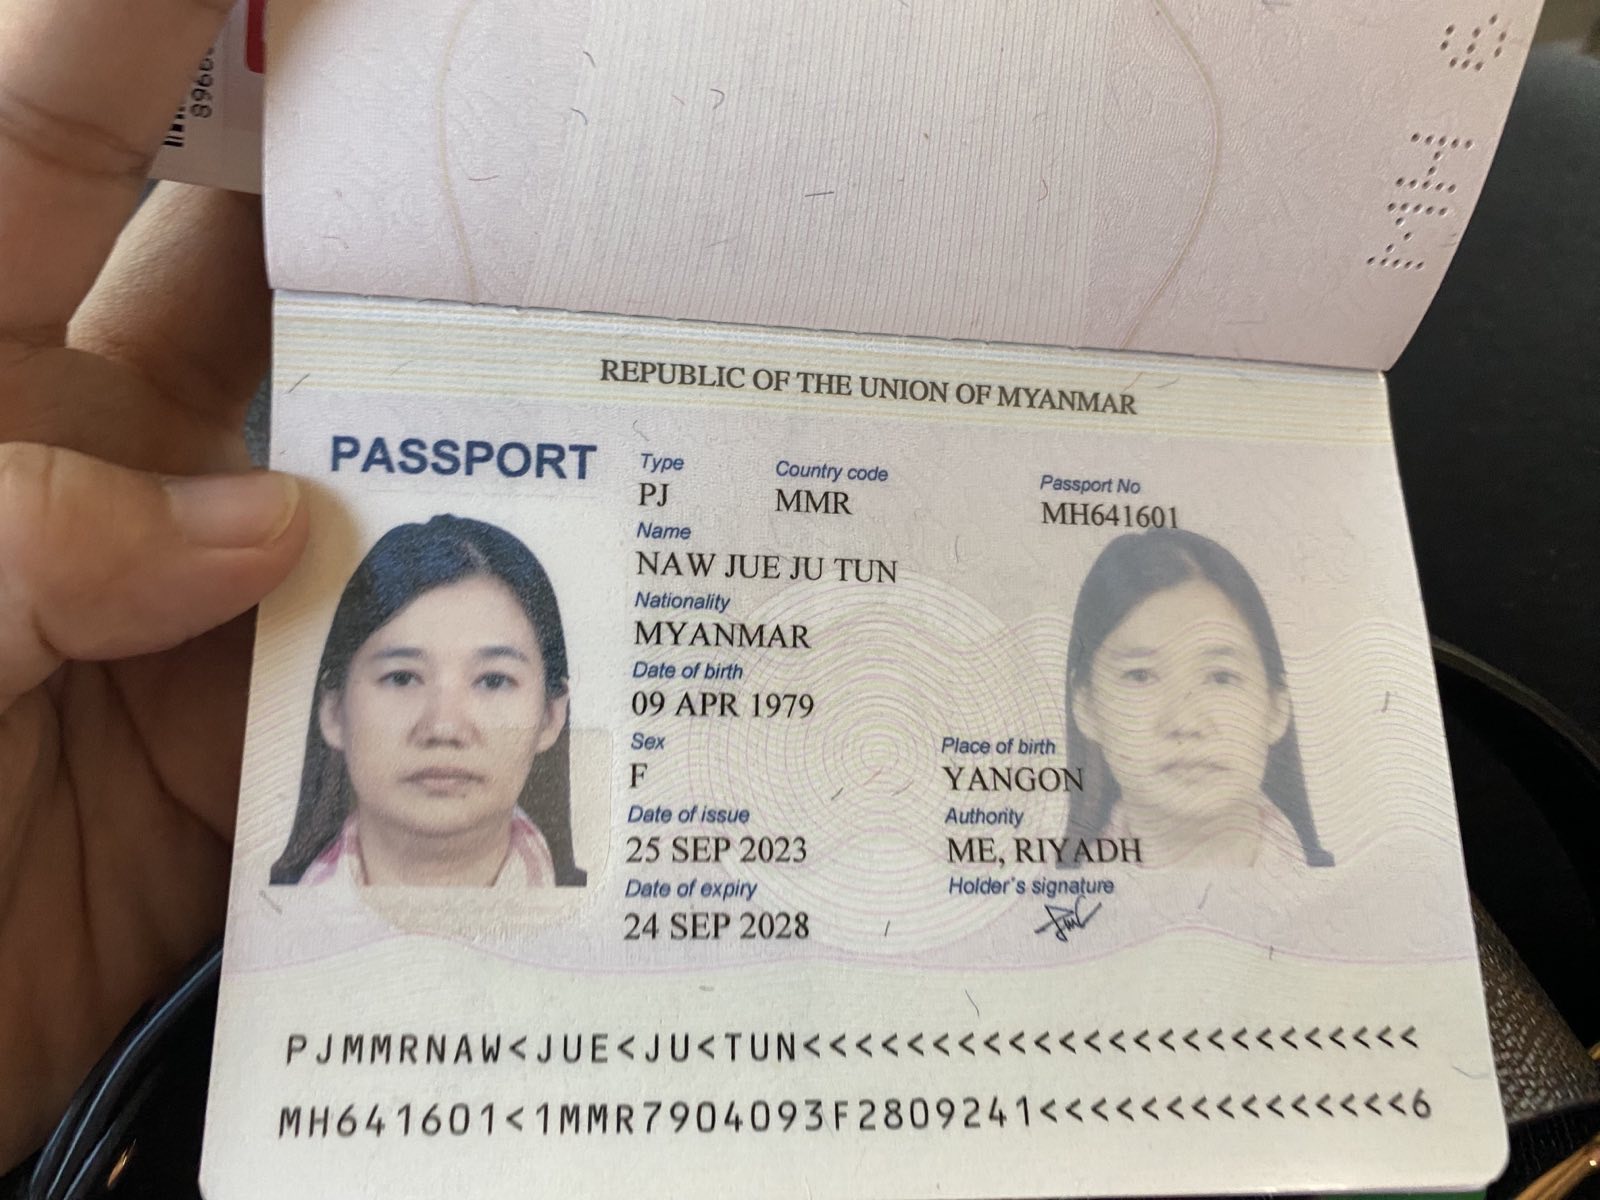 REPUBLIC OF THE UNION OF MYANMAR
PASSPORT
Type Country code Passport No
PJ MMR MH641601
Name
NAW JUE JU TUN
Nationality
MYANMAR
Date of birth
09 APR 1979
Sex Place of birth
F YANGON
Date of issue Authority
25 SEP 2023 ME, RIYADH
Date of expiry Holder's signature
24 SEP 2028
PJMMRNAW<JUE<JU<TUN<<<<<<<<<<<<<<<<<<<<<<<<<
MH641601<1MMR7904093F2809241<<<<<<<<<<<<<<<6